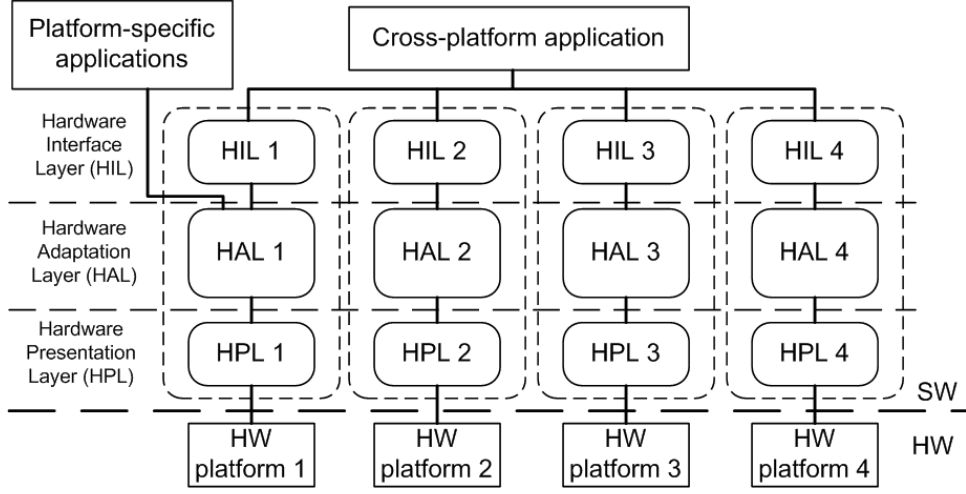 Platform-specific
applications
Cross-platform application
Hardware
Interface
Layer (HIL)
HIL 1
HIL 2
HIL 3
HIL 4
Hardware
Adaptation
Layer (HAL)
HAL 1
HAL 2
HAL 3
HAL 4
Hardware
Presentation
Layer (HPL)
HPL 1
HPL 2
HPL 3
HPL 4
SW
HW
HW
platform 1
HW
platform 2
HW
platform 3
HW
platform 4